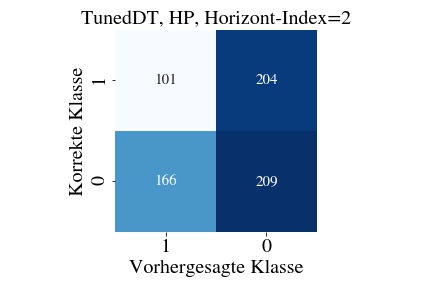 TunedDT, HP, Horizont-Index=2
Korrekte Klasse
1
101
204
0
166
209
1
0
Vorhergesagte Klasse